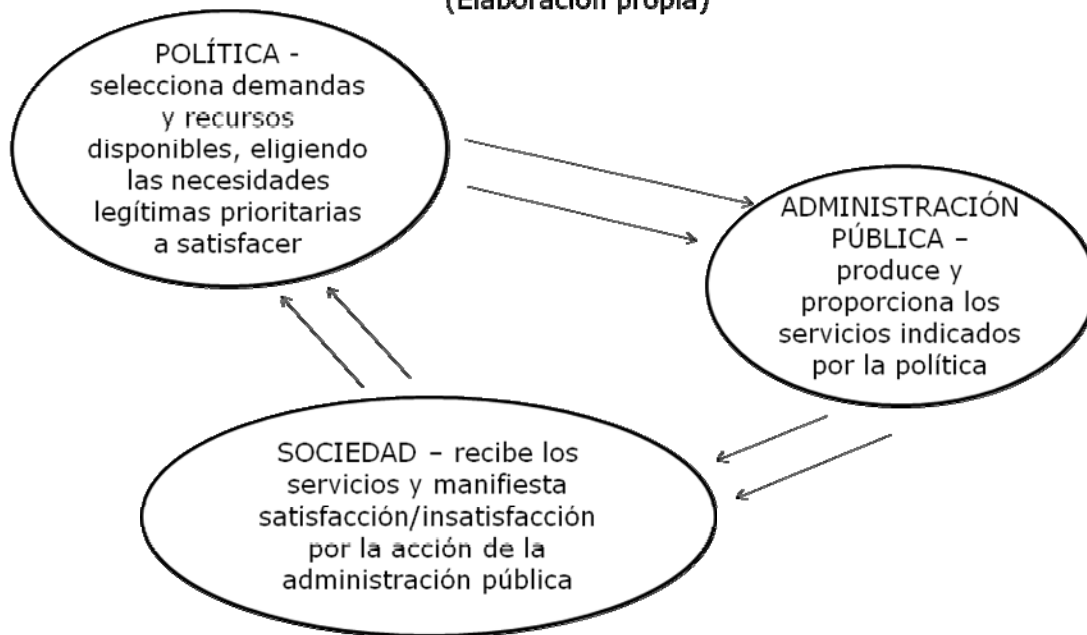 (Elaboración propia)
POLÍTICA -
selecciona demandas
y recursos
disponibles, eligiendo
las necesidades
legítimas prioritarias
a satisfacer
ADMINISTRACIÓN
PÚBLICA –
produce y
proporciona los
servicios indicados
por la política
SOCIEDAD – recibe los
servicios y manifiesta
satisfacción/insatisfacción
por la acción de la
administración pública